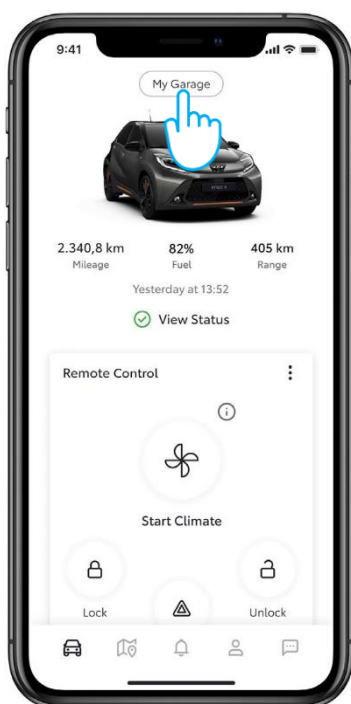 9:41
My Garage
2.340,8 km 82% 405 km
Mileage Fuel Range
Yesterday at 13:52
View Status
Remote Control
Start Climate
Lock Unlock